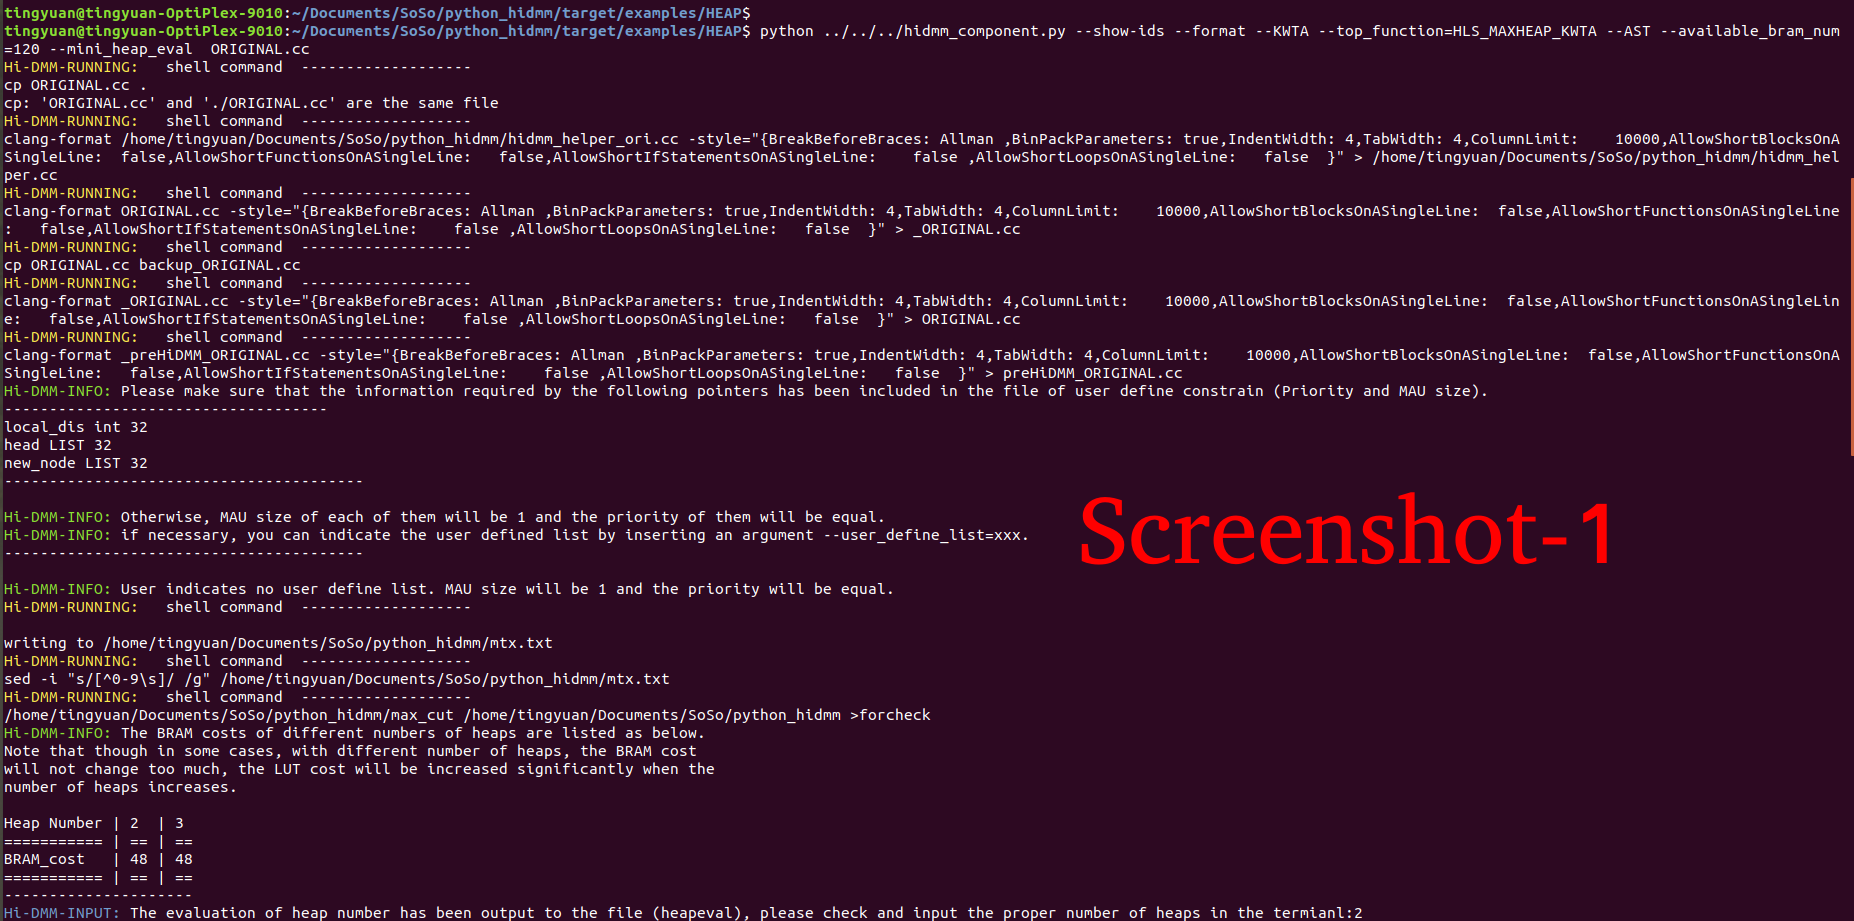 tingyuan@tingyuan-OptiPlex-9010:~/Documents/SoSo/python_hidmm/target/examples/HEAP$
tingyuan@tingyuan-OptiPlex-9010:~/Documents/SoSo/python_hidmm/target/examples/HEAP$ python ../../../hidmm_component.py --show-ids --format --KWTA --top_function=HLS_MAXHEAP_KWTA --AST --available_bram_num
=120 --mini_heap_eval  ORIGINAL.cc
Hi-DMM-RUNNING:   shell command  -------------------
cp ORIGINAL.cc .
cp: 'ORIGINAL.cc' and './ORIGINAL.cc' are the same file
Hi-DMM-RUNNING:   shell command  -------------------
clang-format /home/tingyuan/Documents/SoSo/python_hidmm/hidmm_helper_ori.cc -style="{BreakBeforeBraces: Allman ,BinPackParameters: true,IndentWidth: 4,TabWidth: 4,ColumnLimit:    10000,AllowShortBlocksOnA
SingleLine:  false,AllowShortFunctionsOnASingleLine:   false,AllowShortIfStatementsOnASingleLine:    false ,AllowShortLoopsOnASingleLine:   false  }" > /home/tingyuan/Documents/SoSo/python_hidmm/hidmm_hel
per.cc
Hi-DMM-RUNNING:   shell command  -------------------
clang-format ORIGINAL.cc -style="{BreakBeforeBraces: Allman ,BinPackParameters: true,IndentWidth: 4,TabWidth: 4,ColumnLimit:    10000,AllowShortBlocksOnASingleLine:  false,AllowShortFunctionsOnASingleLine
:   false,AllowShortIfStatementsOnASingleLine:    false ,AllowShortLoopsOnASingleLine:   false  }" > _ORIGINAL.cc
Hi-DMM-RUNNING:   shell command  -------------------
cp ORIGINAL.cc backup_ORIGINAL.cc
Hi-DMM-RUNNING:   shell command  -------------------
clang-format _ORIGINAL.cc -style="{BreakBeforeBraces: Allman ,BinPackParameters: true,IndentWidth: 4,TabWidth: 4,ColumnLimit:    10000,AllowShortBlocksOnASingleLine:  false,AllowShortFunctionsOnASingleLin
e:   false,AllowShortIfStatementsOnASingleLine:    false ,AllowShortLoopsOnASingleLine:   false  }" > ORIGINAL.cc
Hi-DMM-RUNNING:   shell command  -------------------
clang-format _preHiDMM_ORIGINAL.cc -style="{BreakBeforeBraces: Allman ,BinPackParameters: true,IndentWidth: 4,TabWidth: 4,ColumnLimit:    10000,AllowShortBlocksOnASingleLine:  false,AllowShortFunctionsOnA
SingleLine:   false,AllowShortIfStatementsOnASingleLine:    false ,AllowShortLoopsOnASingleLine:   false  }" > preHiDMM_ORIGINAL.cc
Hi-DMM-INFO: Please make sure that the information required by the following pointers has been included in the file of user define constrain (Priority and MAU size).
------------------------------------
local_dis int 32
head LIST 32
new_node LIST 32
----------------------------------------
Screenshot-1
Hi-DMM-INFO: Otherwise, MAU size of each of them will be 1 and the priority of them will be equal.
Hi-DMM-INFO: if necessary, you can indicate the user defined list by inserting an argument --user_define_list=xxx.
----------------------------------------
Hi-DMM-INFO: User indicates no user define list. MAU size will be 1 and the priority will be equal.
Hi-DMM-RUNNING:   shell command  -------------------
writing to /home/tingyuan/Documents/SoSo/python_hidmm/mtx.txt
Hi-DMM-RUNNING:   shell command  -------------------
sed -i "s/[^0-9\s]/ /g" /home/tingyuan/Documents/SoSo/python_hidmm/mtx.txt
Hi-DMM-RUNNING:   shell command  -------------------
/home/tingyuan/Documents/SoSo/python_hidmm/max_cut /home/tingyuan/Documents/SoSo/python_hidmm >forcheck
Hi-DMM-INFO: The BRAM costs of different numbers of heaps are listed as below.
Note that though in some cases, with different number of heaps, the BRAM cost
will not change too much, the LUT cost will be increased significantly when the
number of heaps increases.
Heap Number | 2  | 3
=========== | == | ==
BRAM_cost   | 48 | 48
=========== | == | ==
---------------------
Hi-DMM-INPUT: The evaluation of heap number has been output to the file (heapeval), please check and input the proper number of heaps in the termianl:2